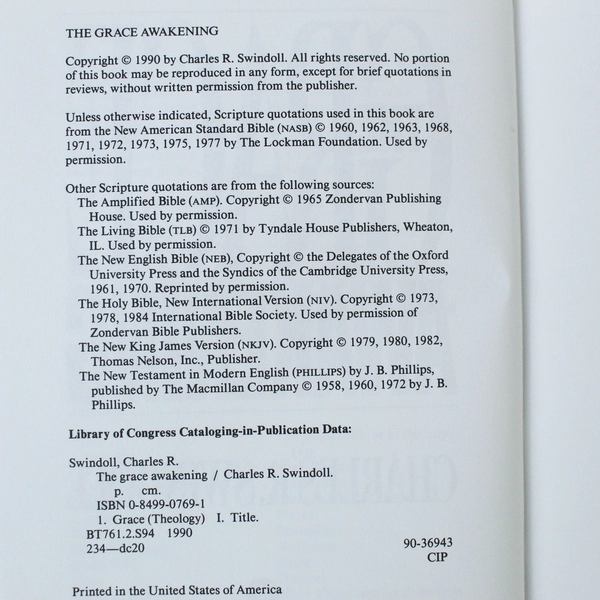 THE GRACE AWAKENING
Copyright © 1990 by Charles R. Swindoll. All rights reserved. No portion
of this book may be reproduced in any form, except for brief quotations in
reviews, without written permission from the publisher.
Unless otherwise indicated, Scripture quotations used in this book are
from the New American Standard Bible (NASB) © 1960, 1962, 1963, 1968,
1971, 1972, 1973, 1975, 1977 by The Lockman Foundation. Used by
permission.
Other Scripture quotations are from the following sources:
The Amplified Bible (AMP). Copyright © 1965 Zondervan Publishing
House. Used by permission.
The Living Bible (TLB) © 1971 by Tyndale House Publishers, Wheaton,
IL. Used by permission.
The New English Bible (NEB), Copyright © the Delegates of the Oxford
University Press and the Syndics of the Cambridge University Press,
1961, 1970. Reprinted by permission.
The Holy Bible, New International Version (NIV). Copyright © 1973,
1978, 1984 International Bible Society. Used by permission of
Zondervan Bible Publishers.
The New King James Version (NKJV). Copyright © 1979, 1980, 1982,
Thomas Nelson, Inc., Publisher.
The New Testament in Modern English (PHILLIPS) by J. B. Phillips,
published by The Macmillan Company © 1958, 1960, 1972 by J. B.
Phillips.
Library of Congress Cataloging-in-Publication Data:
Swindoll, Charles R.
The grace awakening / Charles R. Swindoll.
p. cm.
ISBN 0-8499-0769-1
1. Grace (Theology) I. Title.
BT761.2.S94 1990
234—dc20 90-36943
CIP
Printed in the United States of America